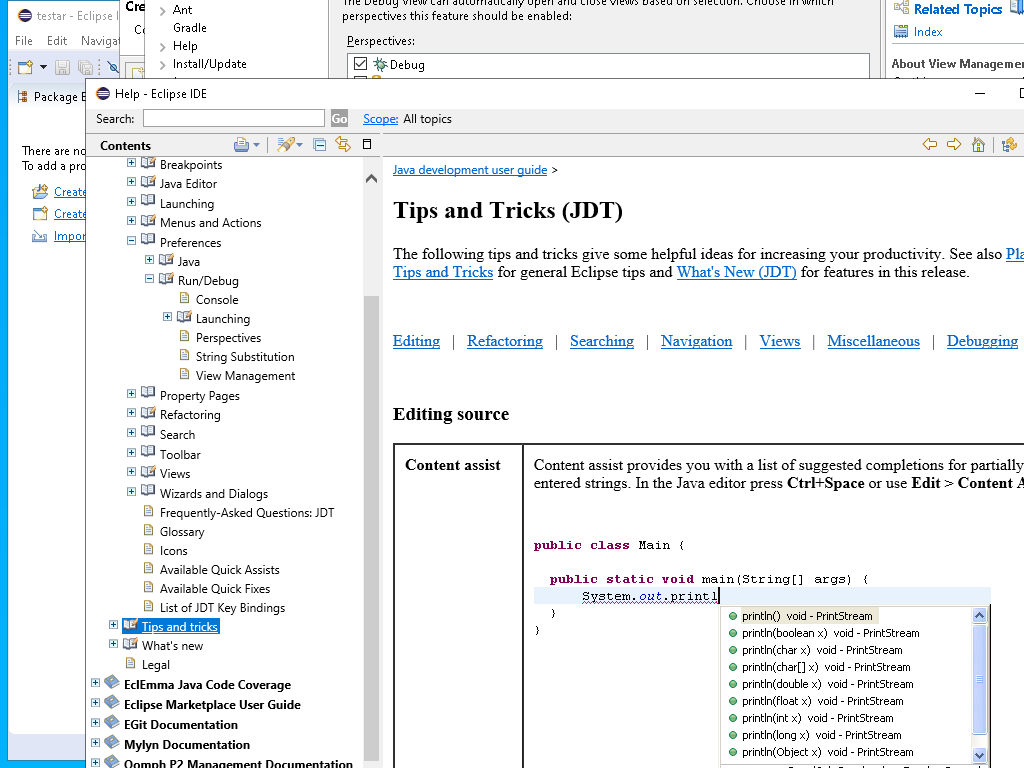 testar - Eclipse I
File Edit Naviga
Package E
There are no
To add a pro
Create
Create
Impor
Cre
Ant
Gradle
Help
Install/Update
The Debug View can automatically open and close views based on selection. Choose in which
perspectives this feature should be enabled:
Perspectives:
Debug
Related Topics
Index
About View Manageme
Help - Eclipse IDE
Search: Go Scope: All topics
Contents
Breakpoints
Java Editor
Launching
Menus and Actions
Preferences
Java
Run/Debug
Console
Launching
Perspectives
String Substitution
View Management
Property Pages
Refactoring
Search
Toolbar
Views
Wizards and Dialogs
Frequently-Asked Questions: JDT
Glossary
Icons
Available Quick Assists
Available Quick Fixes
List of JDT Key Bindings
Tips and tricks
What's new
Legal
EclEmma Java Code Coverage
Eclipse Marketplace User Guide
EGit Documentation
Mylyn Documentation
Oomph P2 Management Documentation
Java development user guide >
Tips and Tricks (JDT)
The following tips and tricks give some helpful ideas for increasing your productivity. See also Pla
Tips and Tricks for general Eclipse tips and What's New (JDT) for features in this release.
Editing | Refactoring | Searching | Navigation | Views | Miscellaneous | Debugging
Editing source
Content assist
Content assist provides you with a list of suggested completions for partially
entered strings. In the Java editor press Ctrl+Space or use Edit > Content A
public class Main {
public static void main(String[] args) {
System.out.printl
}
}
println() void - PrintStream
println(boolean x) void - PrintStream
println(char x) void - PrintStream
println(char[] x) void - PrintStream
println(double x) void - PrintStream
println(float x) void - PrintStream
println(int x) void - PrintStream
println(long x) void - PrintStream
println(Object x) void - PrintStream